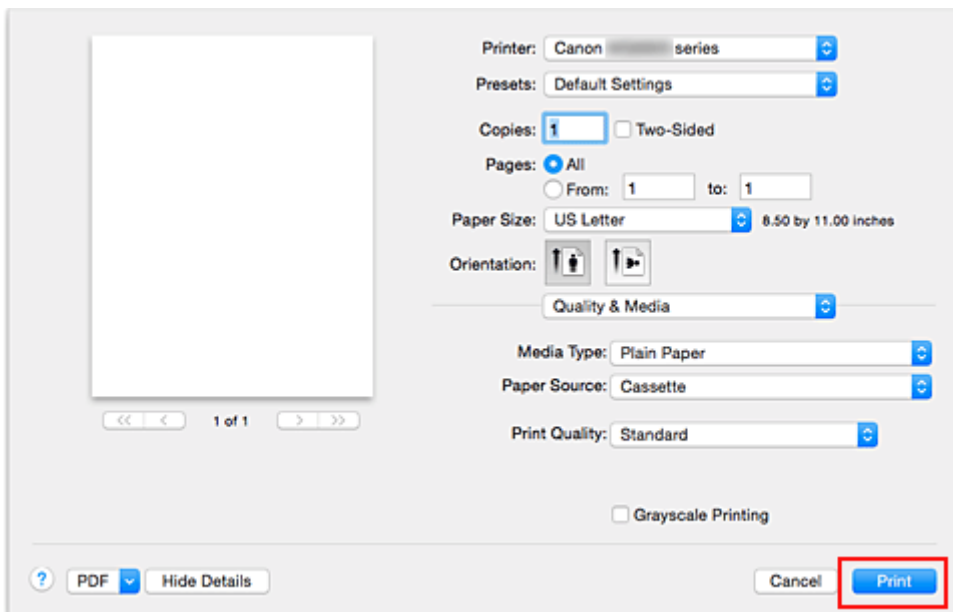 Printer: Canon series
Presets: Default Settings
Copies: 1 Two-Sided
Pages: All
From: 1 to: 1
Paper Size: US Letter 8.50 by 11.00 inches
Orientation:
Quality & Media
Media Type: Plain Paper
Paper Source: Cassette
<< < 1 of 1 > >>
Print Quality: Standard
Grayscale Printing
? PDF Hide Details Cancel Print